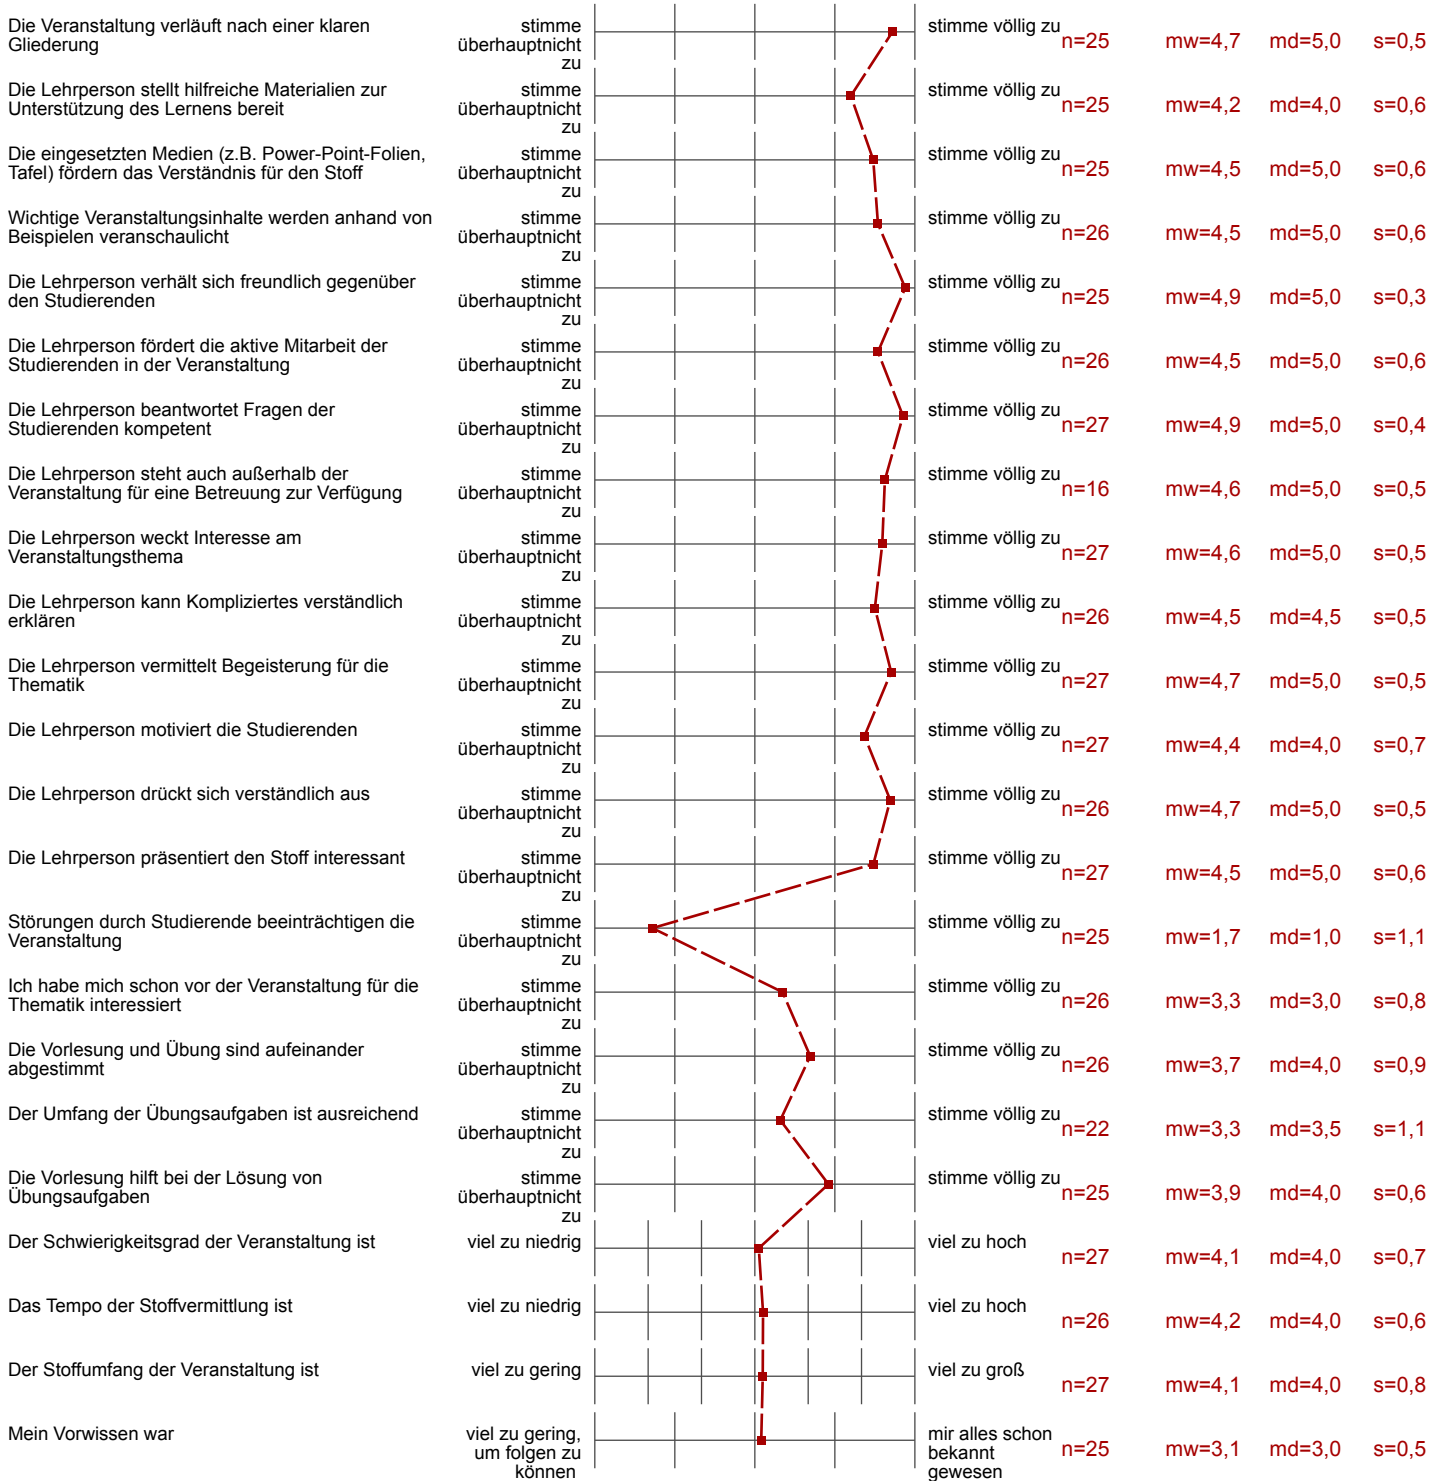 Die Veranstaltung verläuft nach einer klaren
Gliederung
stimme
überhauptnicht
zu
stimme völlig zu
n=25 mw=4,7 md=5,0 s=0,5
Die Lehrperson stellt hilfreiche Materialien zur
Unterstützung des Lernens bereit
stimme
überhauptnicht
zu
stimme völlig zu
n=25 mw=4,2 md=4,0 s=0,6
Die eingesetzten Medien (z.B. Power-Point-Folien,
Tafel) fördern das Verständnis für den Stoff
stimme
überhauptnicht
zu
stimme völlig zu
n=25 mw=4,5 md=5,0 s=0,6
Wichtige Veranstaltungsinhalte werden anhand von
Beispielen veranschaulicht
stimme
überhauptnicht
zu
stimme völlig zu
n=26 mw=4,5 md=5,0 s=0,6
Die Lehrperson verhält sich freundlich gegenüber
den Studierenden
stimme
überhauptnicht
zu
stimme völlig zu
n=25 mw=4,9 md=5,0 s=0,3
Die Lehrperson fördert die aktive Mitarbeit der
Studierenden in der Veranstaltung
stimme
überhauptnicht
zu
stimme völlig zu
n=26 mw=4,5 md=5,0 s=0,6
Die Lehrperson beantwortet Fragen der
Studierenden kompetent
stimme
überhauptnicht
zu
stimme völlig zu
n=27 mw=4,9 md=5,0 s=0,4
Die Lehrperson steht auch außerhalb der
Veranstaltung für eine Betreuung zur Verfügung
stimme
überhauptnicht
zu
stimme völlig zu
n=16 mw=4,6 md=5,0 s=0,5
Die Lehrperson weckt Interesse am
Veranstaltungsthema
stimme
überhauptnicht
zu
stimme völlig zu
n=27 mw=4,6 md=5,0 s=0,5
Die Lehrperson kann Kompliziertes verständlich
erklären
stimme
überhauptnicht
zu
stimme völlig zu
n=26 mw=4,5 md=4,5 s=0,5
Die Lehrperson vermittelt Begeisterung für die
Thematik
stimme
überhauptnicht
zu
stimme völlig zu
n=27 mw=4,7 md=5,0 s=0,5
Die Lehrperson motiviert die Studierenden
stimme
überhauptnicht
zu
stimme völlig zu
n=27 mw=4,4 md=4,0 s=0,7
Die Lehrperson drückt sich verständlich aus
stimme
überhauptnicht
zu
stimme völlig zu
n=26 mw=4,7 md=5,0 s=0,5
Die Lehrperson präsentiert den Stoff interessant
stimme
überhauptnicht
zu
stimme völlig zu
n=27 mw=4,5 md=5,0 s=0,6
Störungen durch Studierende beeinträchtigen die
Veranstaltung
stimme
überhauptnicht
zu
stimme völlig zu
n=25 mw=1,7 md=1,0 s=1,1
Ich habe mich schon vor der Veranstaltung für die
Thematik interessiert
stimme
überhauptnicht
zu
stimme völlig zu
n=26 mw=3,3 md=3,0 s=0,8
Die Vorlesung und Übung sind aufeinander
abgestimmt
stimme
überhauptnicht
zu
stimme völlig zu
n=26 mw=3,7 md=4,0 s=0,9
Der Umfang der Übungsaufgaben ist ausreichend
stimme
überhauptnicht
zu
stimme völlig zu
n=22 mw=3,3 md=3,5 s=1,1
Die Vorlesung hilft bei der Lösung von
Übungsaufgaben
stimme
überhauptnicht
zu
stimme völlig zu
n=25 mw=3,9 md=4,0 s=0,6
Der Schwierigkeitsgrad der Veranstaltung ist
viel zu niedrig
viel zu hoch
n=27 mw=4,1 md=4,0 s=0,7
Das Tempo der Stoffvermittlung ist
viel zu niedrig
viel zu hoch
n=26 mw=4,2 md=4,0 s=0,6
Der Stoffumfang der Veranstaltung ist
viel zu gering
viel zu groß
n=27 mw=4,1 md=4,0 s=0,8
Mein Vorwissen war
viel zu gering,
um folgen zu
können
mir alles schon
bekannt
gewesen
n=25 mw=3,1 md=3,0 s=0,5